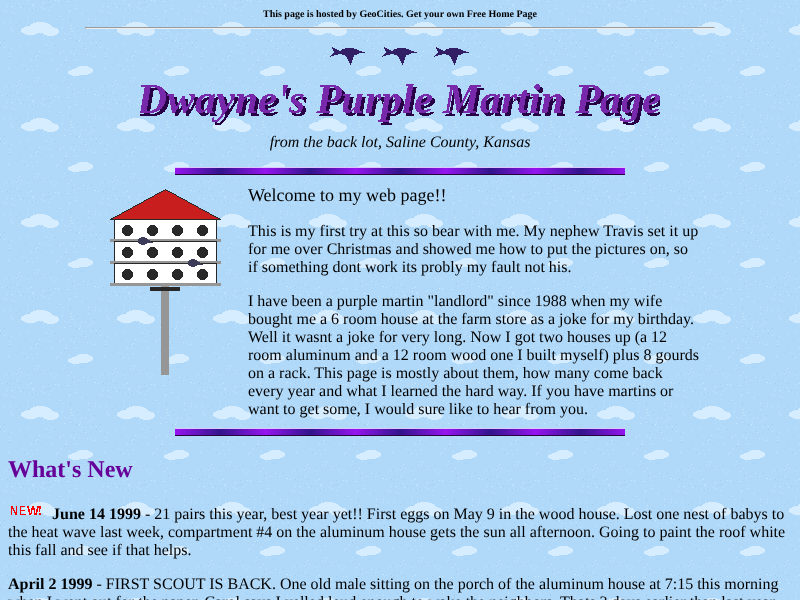 This page is hosted by GeoCities. Get your own Free Home Page
Dwayne's Purple Martin Page
from the back lot, Saline County, Kansas
Welcome to my web page!!
This is my first try at this so bear with me. My nephew Travis set it up
for me over Christmas and showed me how to put the pictures on, so
if something dont work its probly my fault not his.
I have been a purple martin "landlord" since 1988 when my wife
bought me a 6 room house at the farm store as a joke for my birthday.
Well it wasnt a joke for very long. Now I got two houses up (a 12
room aluminum and a 12 room wood one I built myself) plus 8 gourds
on a rack. This page is mostly about them, how many come back
every year and what I learned the hard way. If you have martins or
want to get some, I would sure like to hear from you.
What's New
NEW! June 14 1999 - 21 pairs this year, best year yet!! First eggs on May 9 in the wood house. Lost one nest of babys to
the heat wave last week, compartment #4 on the aluminum house gets the sun all afternoon. Going to paint the roof white
this fall and see if that helps.
April 2 1999 - FIRST SCOUT IS BACK. One old male sitting on the porch of the aluminum house at 7:15 this morning